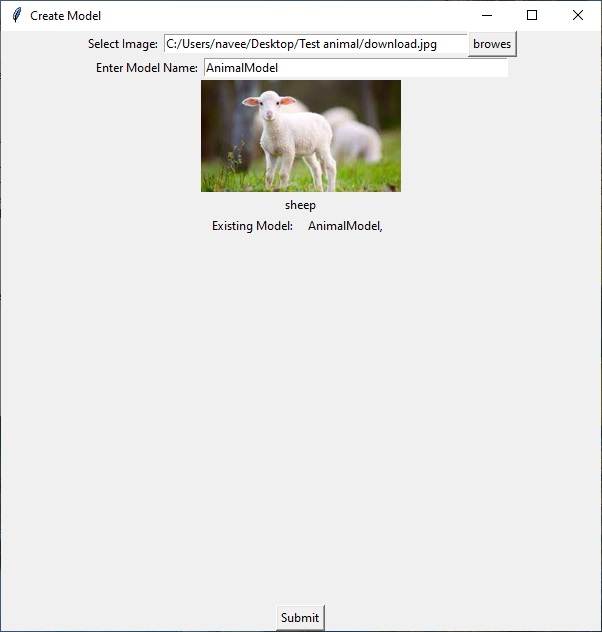 Create Model
Select Image: C:/Users/navee/Desktop/Test animal/download.jpg browes
Enter Model Name: AnimalModel
sheep
Existing Model: AnimalModel,
Submit